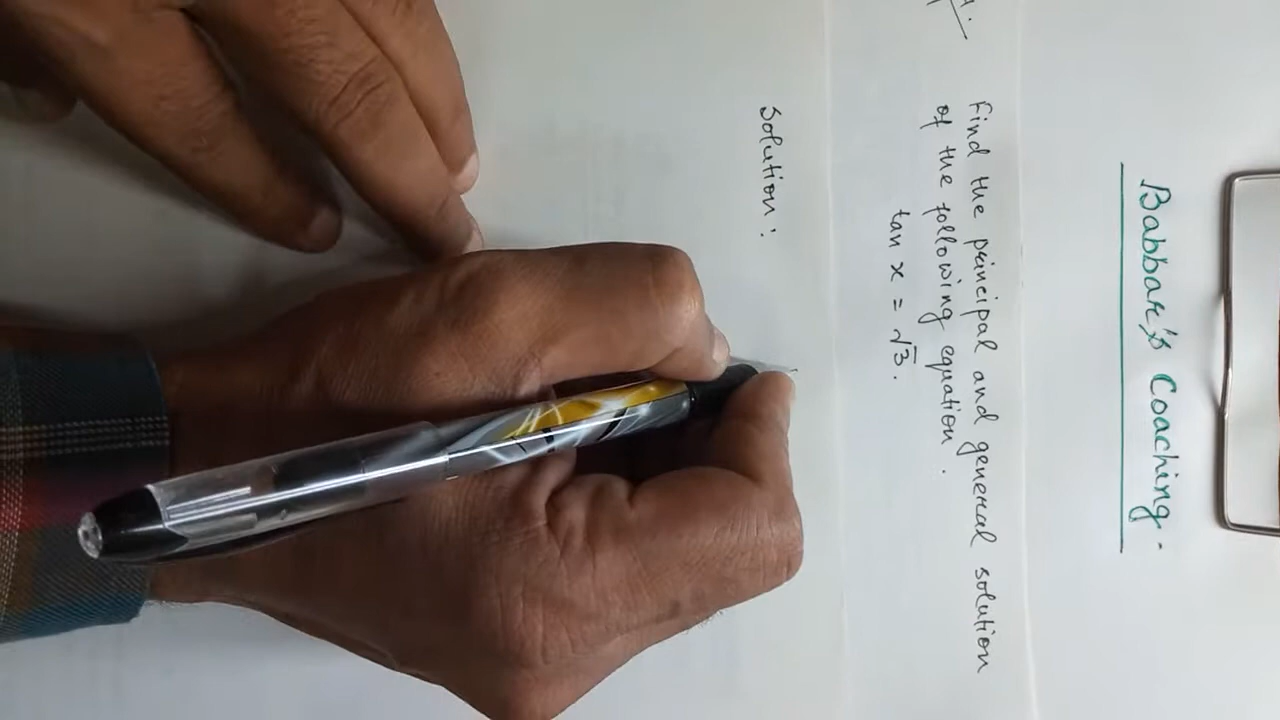 Babbar's Coaching.
Find the principal and general solution
of the following equation.
tan x = √3.
Solution: